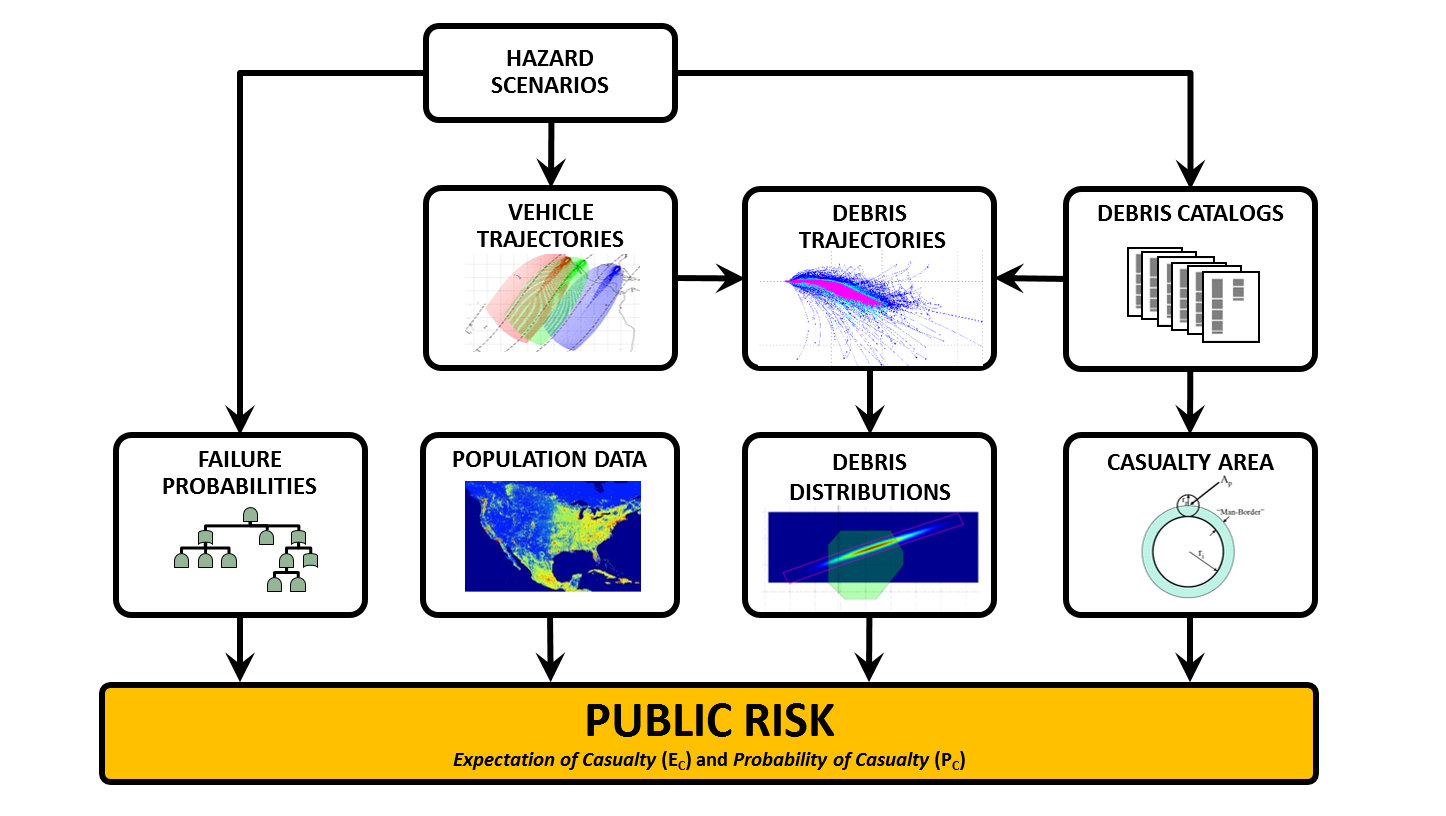 HAZARD
SCENARIOS
VEHICLE
TRAJECTORIES
DEBRIS
TRAJECTORIES
DEBRIS CATALOGS
FAILURE
PROBABILITIES
POPULATION DATA
DEBRIS
DISTRIBUTIONS
CASUALTY AREA
Ap
"Man-Border"
PUBLIC RISK
Expectation of Casualty (EC) and Probability of Casualty (PC)